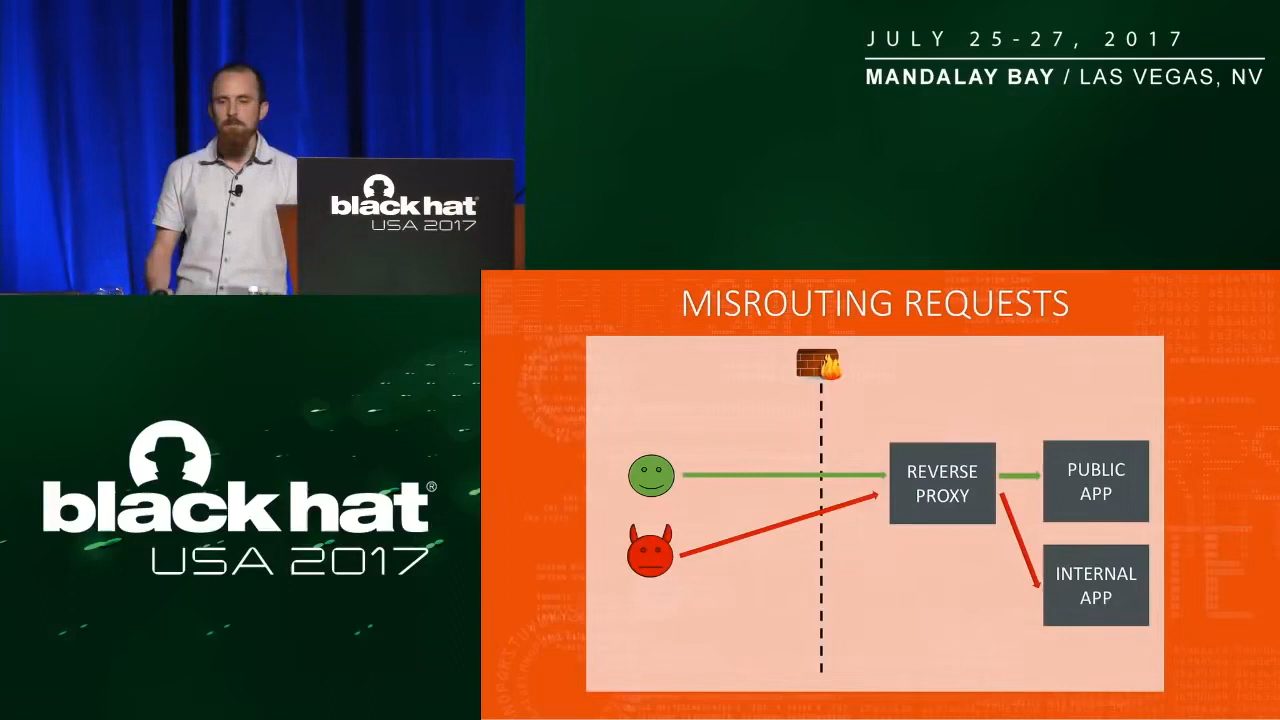 JULY 25-27, 2017
MANDALAY BAY / LAS VEGAS, NV
black hat
USA 2017
MISROUTING REQUESTS
REVERSE
PROXY
PUBLIC
APP
INTERNAL
APP
black hat®
USA 2017